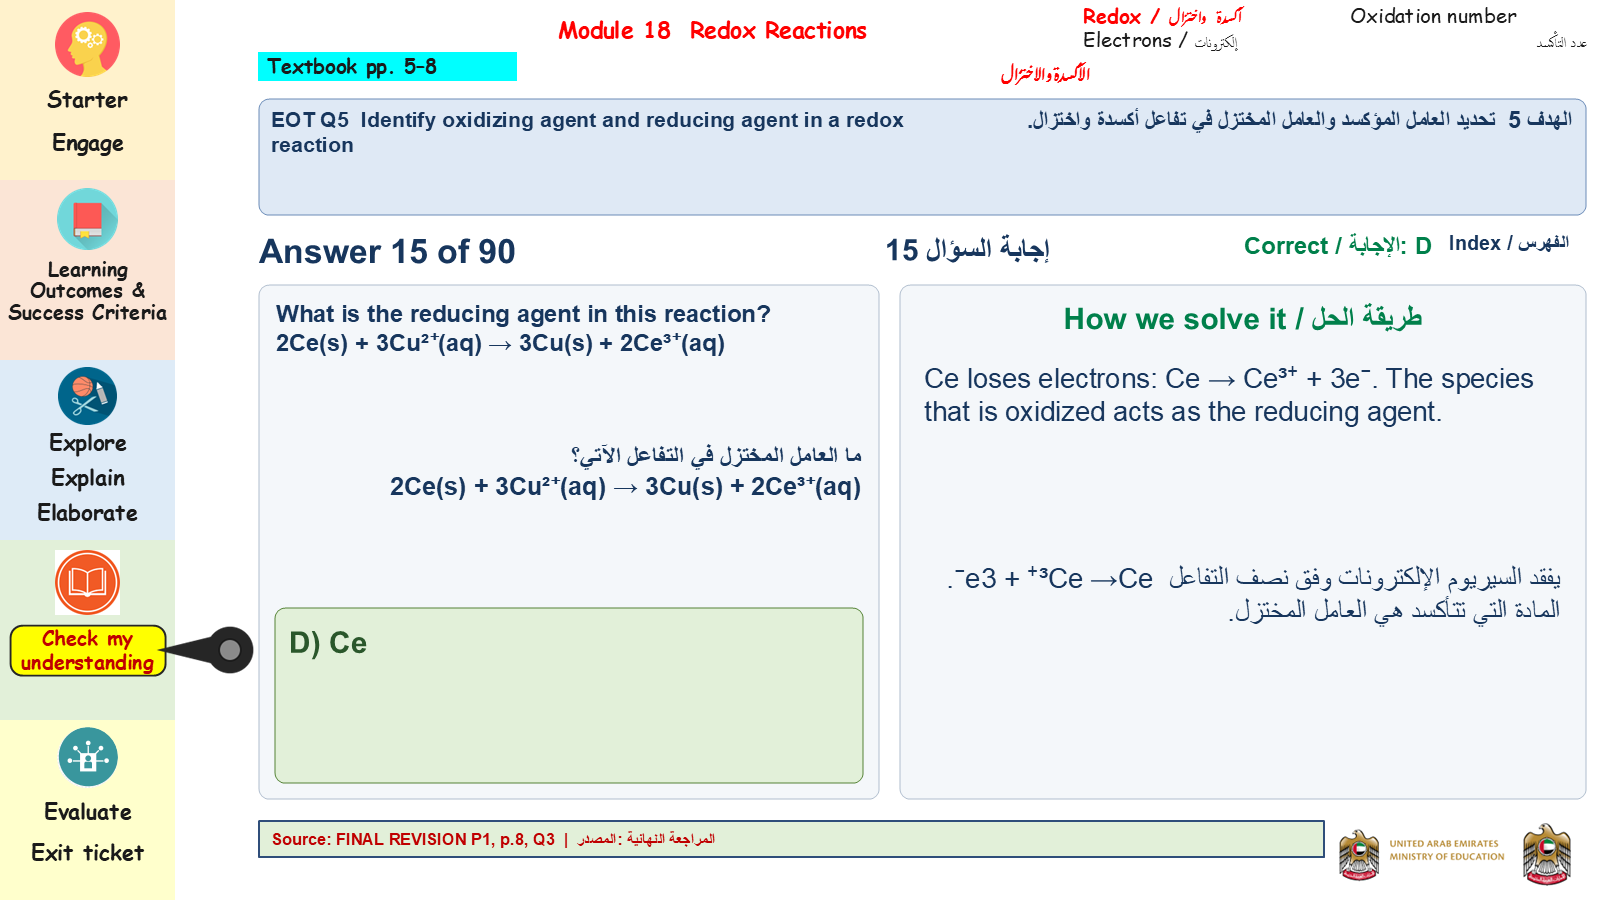 Starter
Engage
Learning
Outcomes &
Success Criteria
Explore
Explain
Elaborate
Check my
understanding
Evaluate
Exit ticket
Module 18 Redox Reactions
Redox / أكسدة واختزال
Electrons / إلكترونات
Oxidation number
عدد التأكسد
Textbook pp. 5-8
الأكسدة والاختزال
EOT Q5 Identify oxidizing agent and reducing agent in a redox
reaction
الهدف 5 تحديد العامل المؤكسد والعامل المختزل في تفاعل أكسدة واختزال.
Answer 15 of 90
إجابة السؤال 15
Correct / الإجابة: D
Index / الفهرس
What is the reducing agent in this reaction?
2Ce(s) + 3Cu²⁺(aq) → 3Cu(s) + 2Ce³⁺(aq)
ما العامل المختزل في التفاعل الآتي؟
2Ce(s) + 3Cu²⁺(aq) → 3Cu(s) + 2Ce³⁺(aq)
D) Ce
How we solve it / طريقة الحل
Ce loses electrons: Ce → Ce³⁺ + 3e⁻. The species
that is oxidized acts as the reducing agent.
يفقد السيريوم الإلكترونات وفق نصف التفاعل Ce→ Ce³⁺ + 3e⁻.
المادة التي تتأكسد هي العامل المختزل.
Source: FINAL REVISION P1, p.8, Q3 | المراجعة النهائية :المصدر
UNITED ARAB EMIRATES
MINISTRY OF EDUCATION